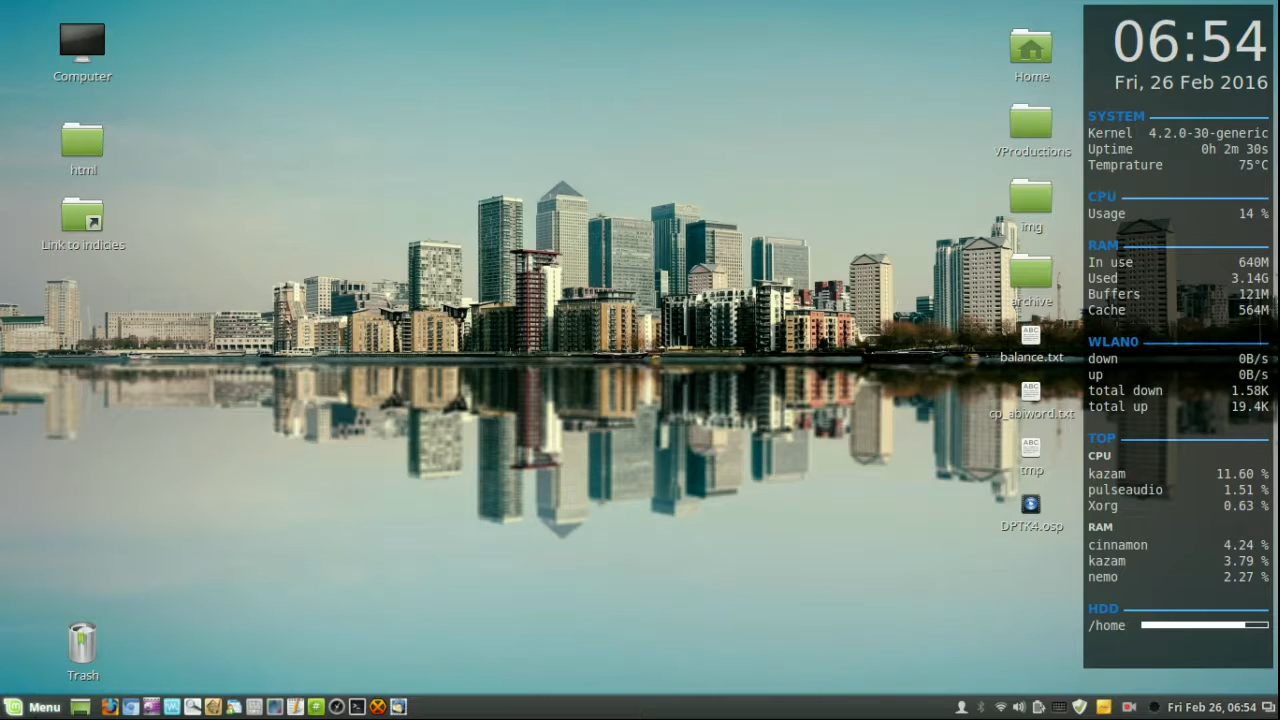 Computer
html
Link to indicies
Trash
Home
VProductions
img
archive
balance.txt
cp_abiword.txt
tmp
DPTK4.osp
06:54
Fri, 26 Feb 2016
SYSTEM
Kernel 4.2.0-30-generic
Uptime 0h 2m 30s
Temprature 75°C
CPU
Usage 14 %
RAM
In use 640M
Used 3.14G
Buffers 121M
Cache 564M
WLAN0
down 0B/s
up 0B/s
total down 1.58K
total up 19.4K
TOP
CPU
kazam 11.60 %
pulseaudio 1.51 %
Xorg 0.63 %
RAM
cinnamon 4.24 %
kazam 3.79 %
nemo 2.27 %
HDD
/home
Menu
Fri Feb 26, 06:54